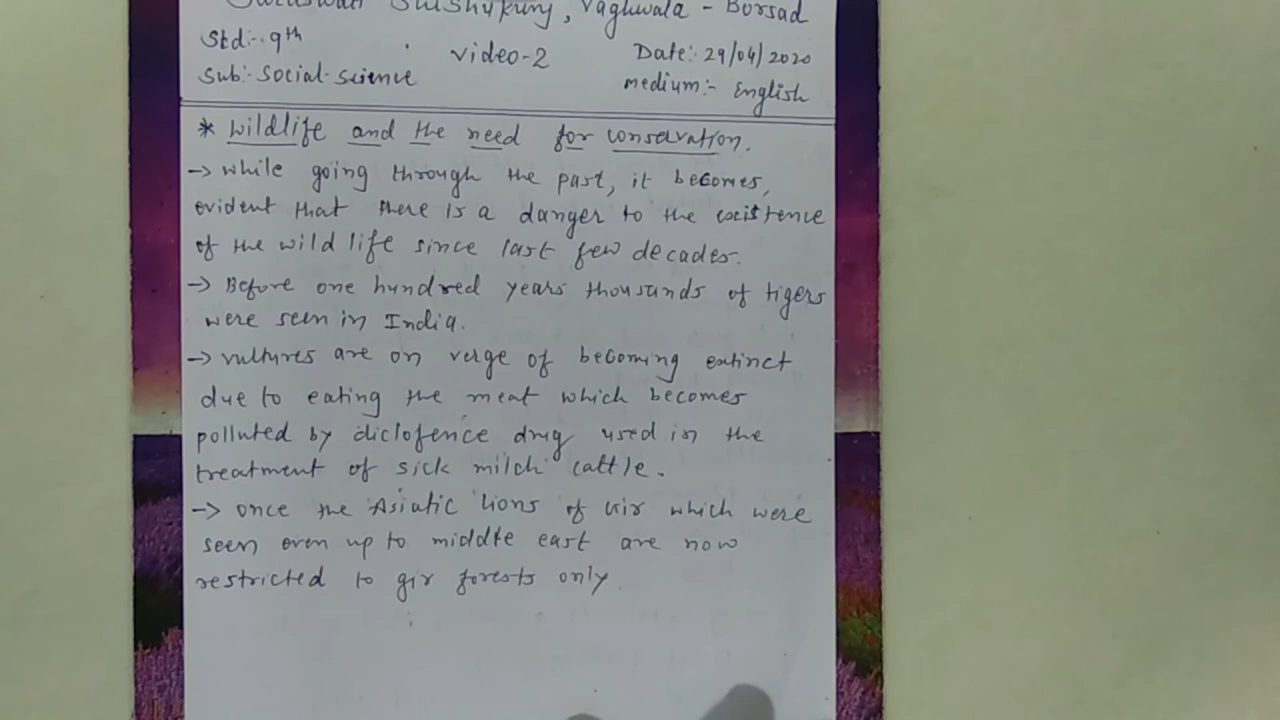 Saraswati Shishukunj, Vaghwala - Borsad
Std:- 9th
video-2
Date:- 29/04/2020
Sub:- Social-Science
medium:- English
* wildlife and the need for conservation.
-> while going through the past, it becomes,
evident that there is a danger to the existence
of the wild life since last few decades.
-> Before one hundred years thousands of tigers
were seen in India.
-> vultures are on verge of becoming extinct
due to eating the meat which becomes
polluted by diclofence drug used in the
treatment of sick milch cattle.
-> once the Asiatic lions of Gir which were
seen even up to middle east are now
restricted to gir forests only.